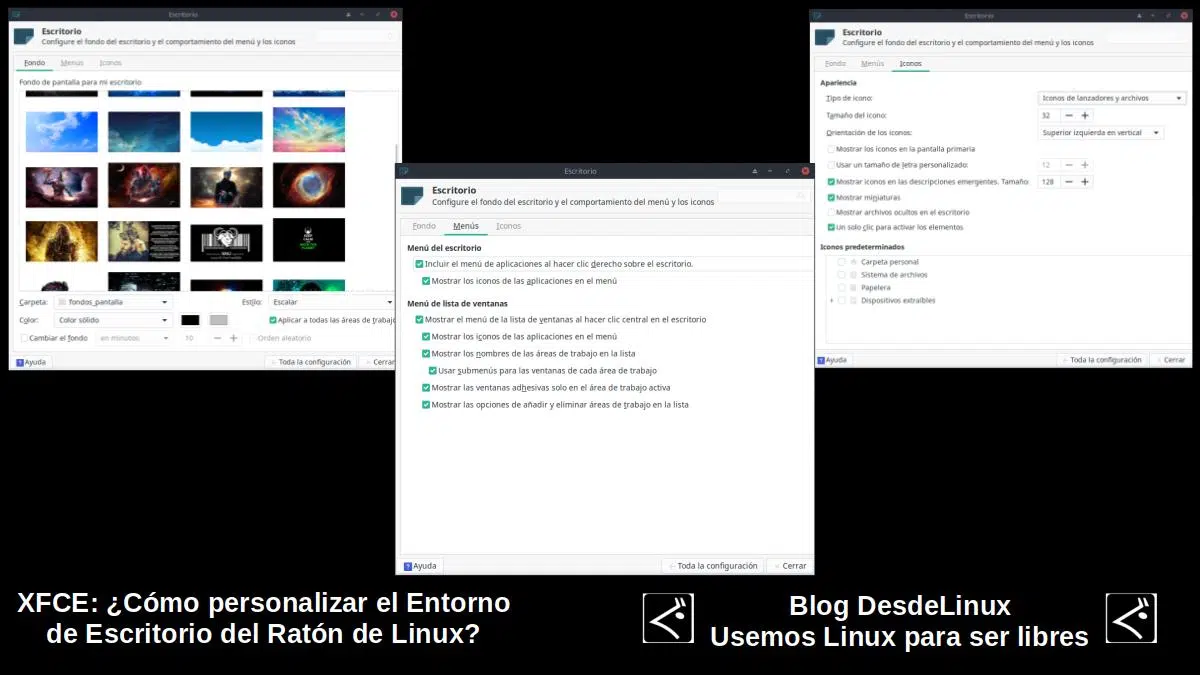 Escritorio
Escritorio
Configure el fondo del escritorio y el comportamiento del menú y los iconos
Fondo Menús Iconos
Fondo de pantalla para mi escritorio
Carpeta: fondos_pantalla Estilo: Escalar
Color: Color sólido Aplicar a todas las áreas de trabajo
Cambiar el fondo en minutos 10 Orden aleatorio
Ayuda Toda la configuración Cerrar
Escritorio
Escritorio
Configure el fondo del escritorio y el comportamiento del menú y los iconos
Fondo Menús Iconos
Menú del escritorio
Incluir el menú de aplicaciones al hacer clic derecho sobre el escritorio.
Mostrar los iconos de las aplicaciones en el menú
Menú de lista de ventanas
Mostrar el menú de la lista de ventanas al hacer clic central en el escritorio
Mostrar los iconos de las aplicaciones en el menú
Mostrar los nombres de las áreas de trabajo en la lista
Usar submenús para las ventanas de cada área de trabajo
Mostrar las ventanas adhesivas solo en el área de trabajo activa
Mostrar las opciones de añadir y eliminar áreas de trabajo en la lista
Ayuda Toda la configuración Cerrar
Escritorio
Escritorio
Configure el fondo del escritorio y el comportamiento del menú y los iconos
Fondo Menús Iconos
Apariencia
Tipo de icono: Iconos de lanzadores y archivos
Tamaño del icono: 32
Orientación de los iconos: Superior izquierda en vertical
Mostrar los iconos en la pantalla primaria
Usar un tamaño de letra personalizado: 12
Mostrar iconos en las descripciones emergentes. Tamaño: 128
Mostrar miniaturas
Mostrar archivos ocultos en el escritorio
Un solo clic para activar los elementos
Iconos predeterminados
Carpeta personal
Sistema de archivos
Papelera
Dispositivos extraíbles
Ayuda Toda la configuración Cerrar
XFCE: ¿Cómo personalizar el Entorno
de Escritorio del Ratón de Linux?
Blog DesdeLinux
Usemos Linux para ser libres